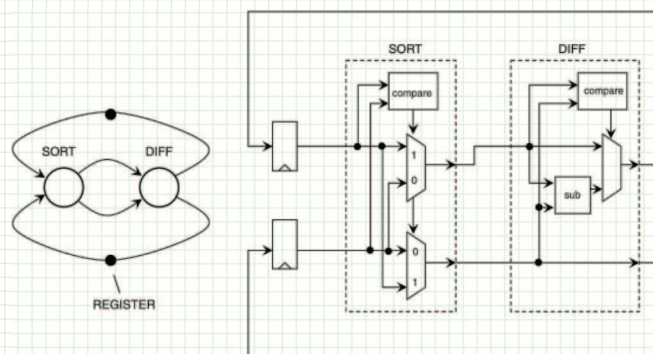 SORT
DIFF
REGISTER
SORT
compare
1
0
0
1
DIFF
compare
sub